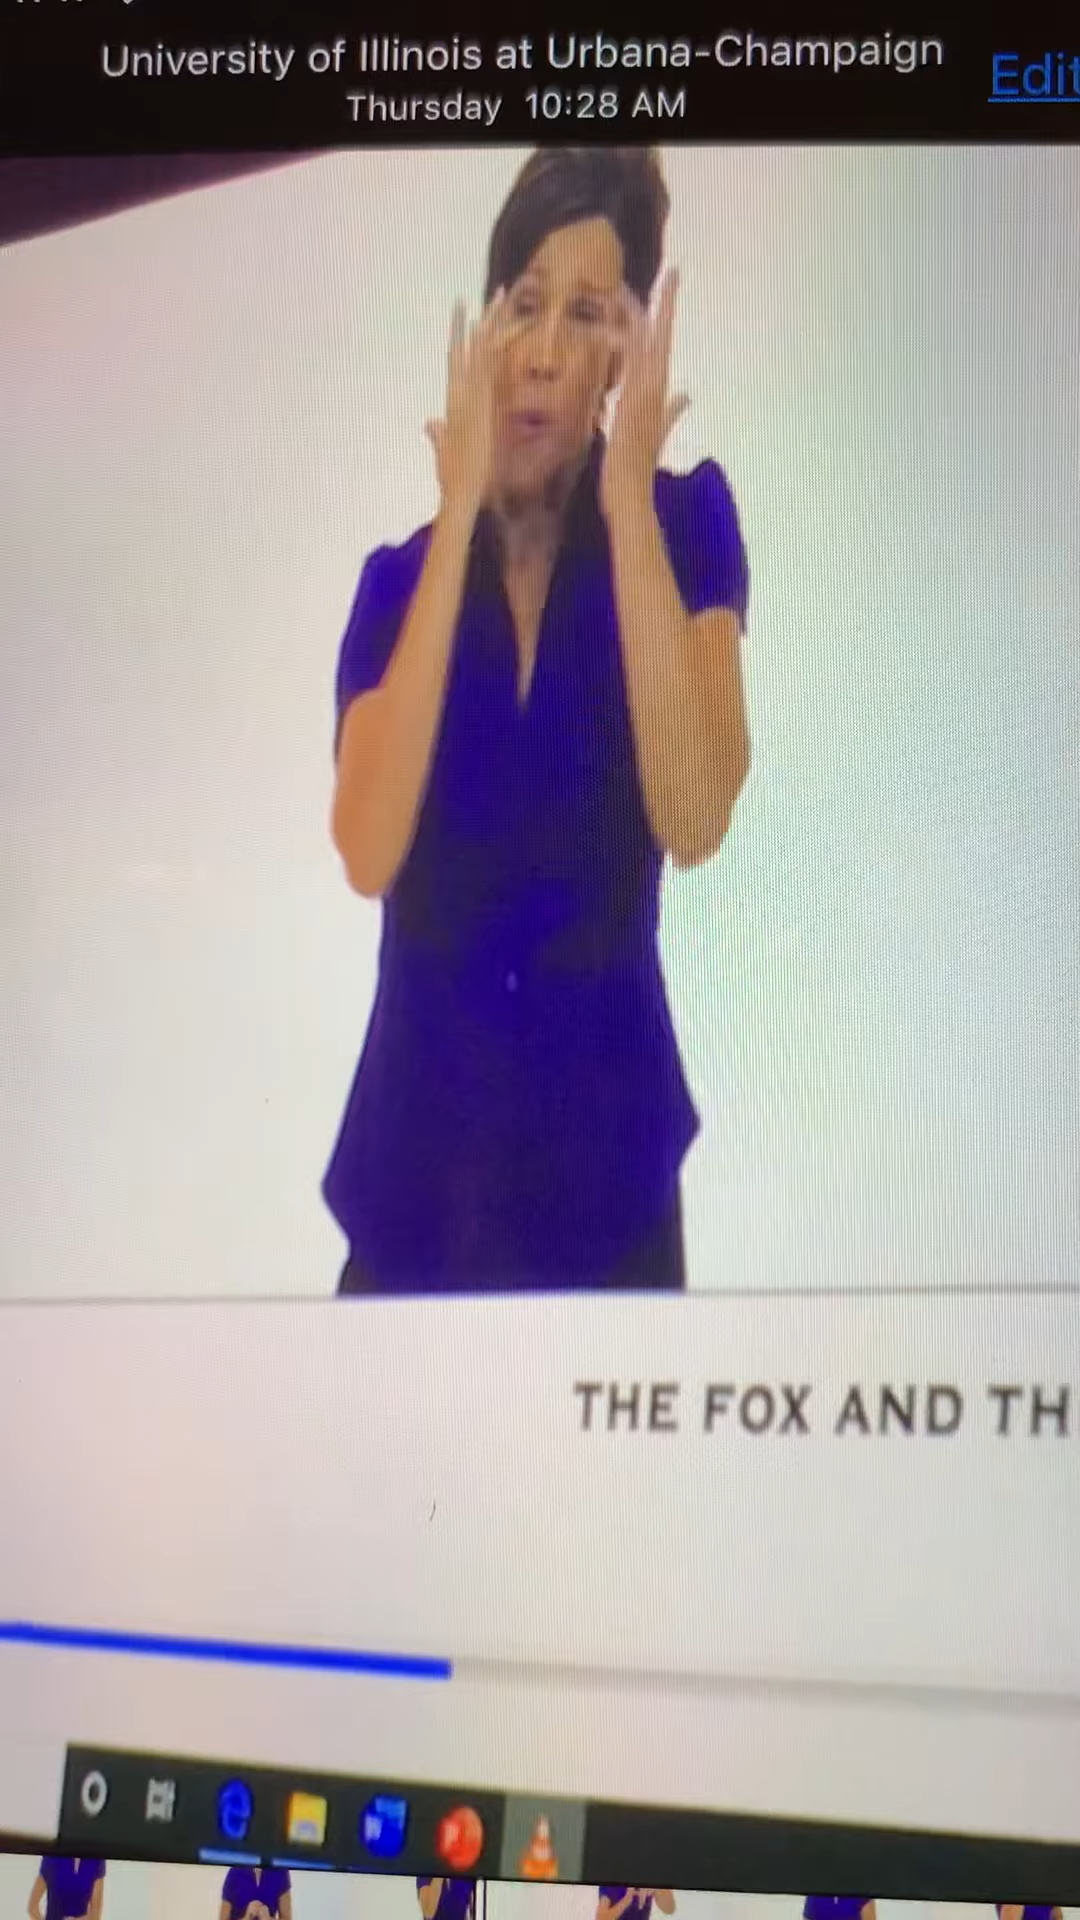 University of Illinois at Urbana-Champaign
Thursday 10:28 AM
Edit
THE FOX AND TH